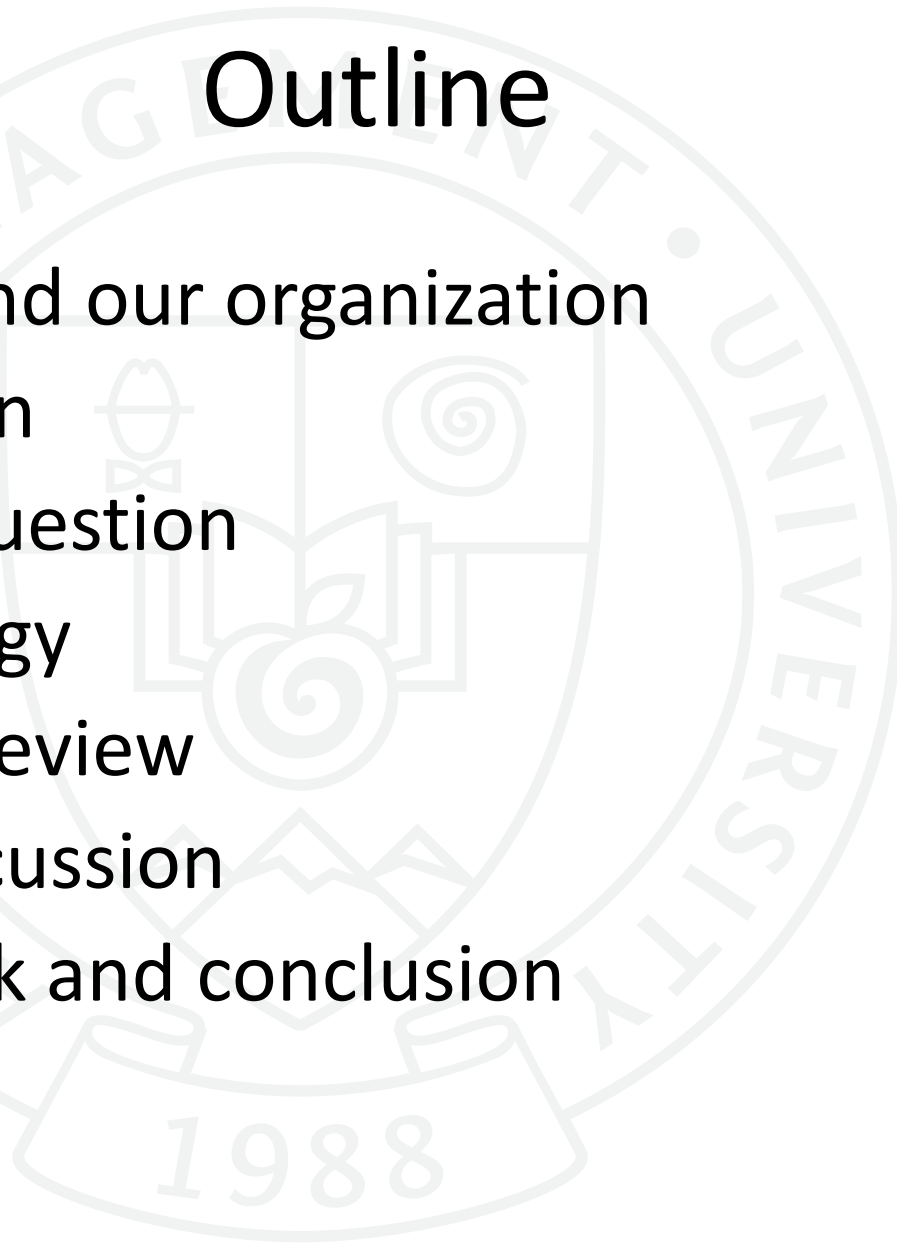 Outline
nd our organization
n
uestion
gy
eview
cussion
k and conclusion
AGEMENT • UNIVERSITY
1988